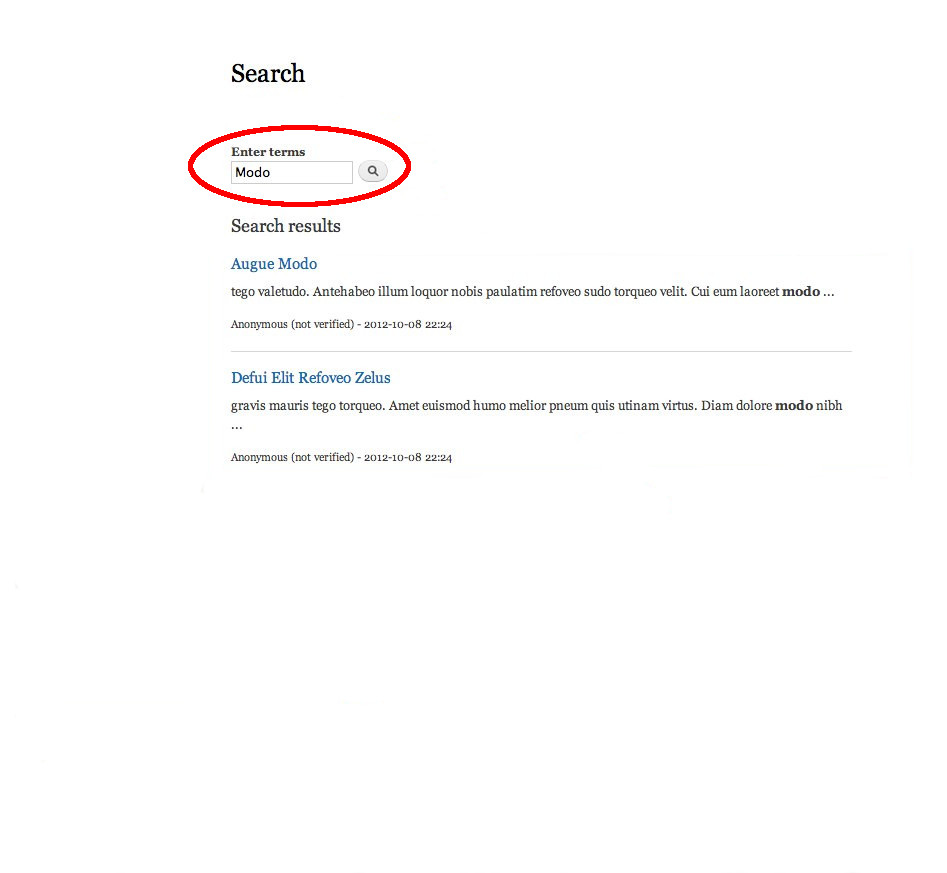 Search
Enter terms
Modo
Search results
Augue Modo
tego valetudo. Antehabeo illum loquor nobis paulatim refoveo sudo torqueo velit. Cui eum laoreet modo ...
Anonymous (not verified) - 2012-10-08 22:24
Defui Elit Refoveo Zelus
gravis mauris tego torqueo. Amet euismod humo melior pneum quis utinam virtus. Diam dolore modo nibh
...
Anonymous (not verified) - 2012-10-08 22:24